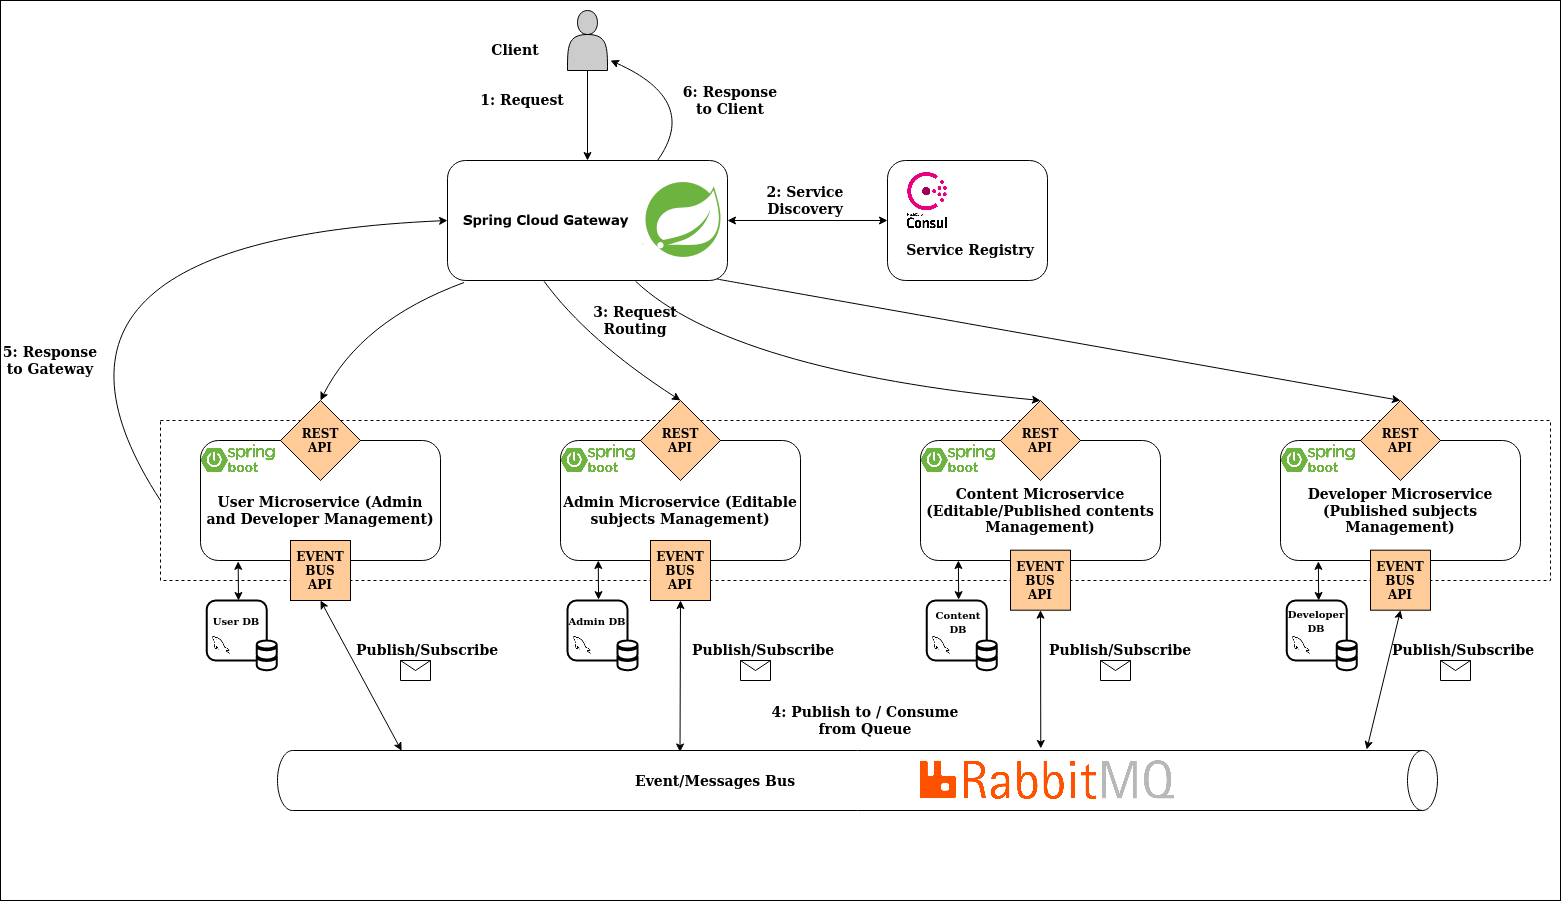 Client
1: Request
6: Response
to Client
Spring Cloud Gateway
2: Service
Discovery
Consul
Service Registry
3: Request
Routing
5: Response
to Gateway
REST
API
REST
API
REST
API
REST
API
spring
boot
spring
boot
spring
boot
spring
boot
User Microservice (Admin
and Developer Management)
Admin Microservice (Editable
subjects Management)
Content Microservice
(Editable/Published contents
Management)
Developer Microservice
(Published subjects
Management)
EVENT
BUS
API
EVENT
BUS
API
EVENT
BUS
API
EVENT
BUS
API
User DB
Admin DB
Content
DB
Developer
DB
Publish/Subscribe
Publish/Subscribe
Publish/Subscribe
Publish/Subscribe
4: Publish to / Consume
from Queue
Event/Messages Bus
RabbitMQ